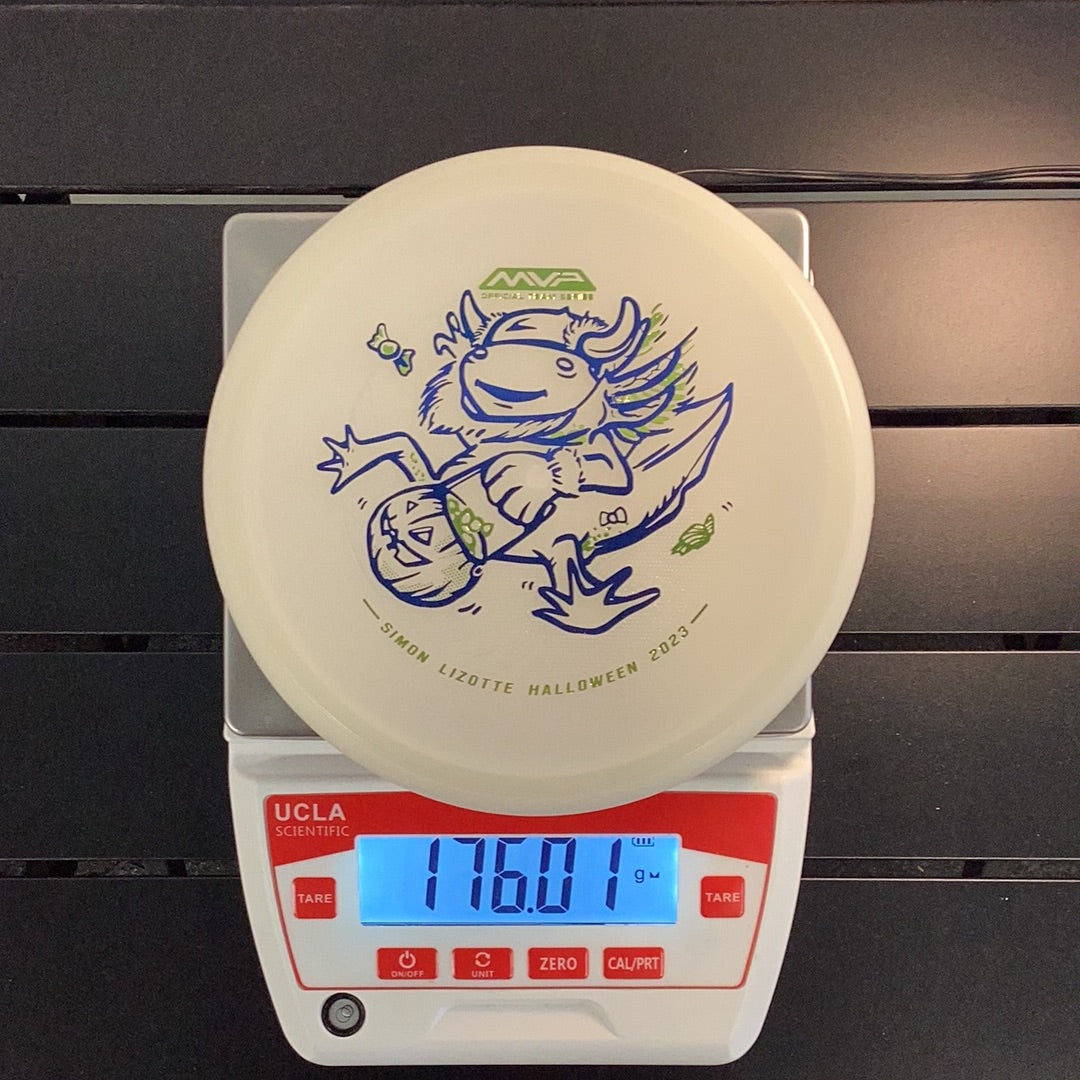 MVP
OFFICIAL TEAM SERIES
SIMON LIZOTTE HALLOWEEN 2023
UCLA
SCIENTIFIC
176.01 g
TARE
TARE
ON/OFF
UNIT
ZERO
CAL/PRT